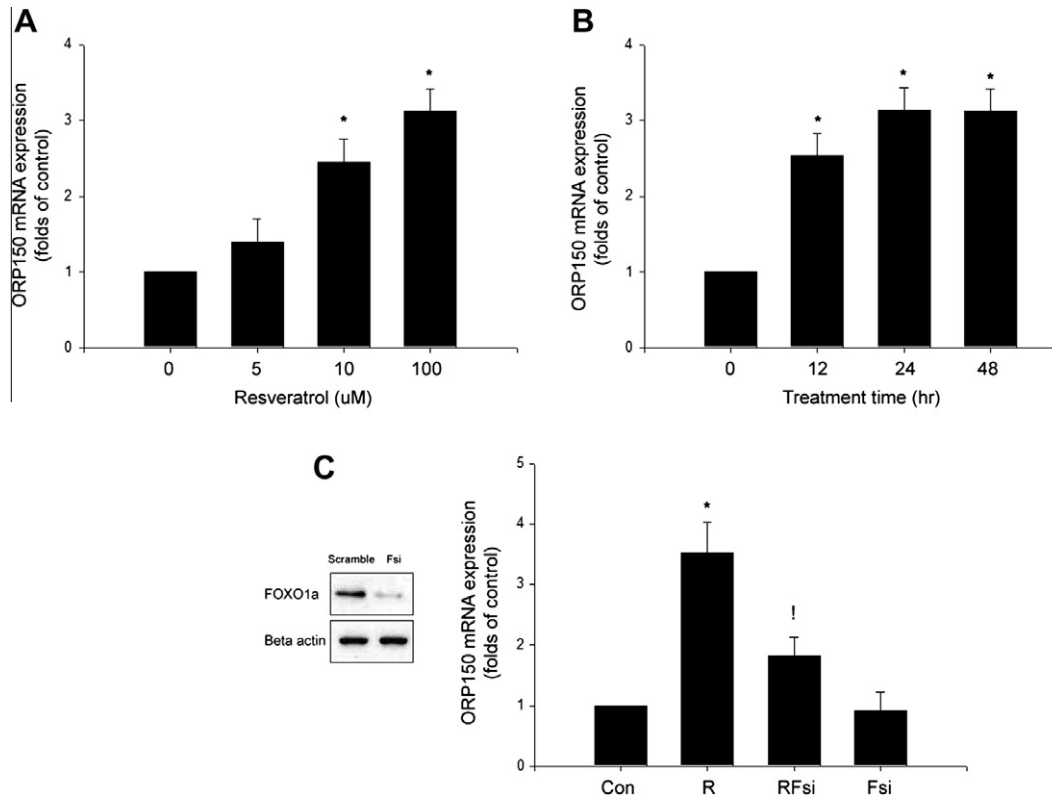 A
ORP150 mRNA expression
(folds of control)
4
3
2
1
0
*
*
0 5 10 100
Resveratrol (uM)
B
ORP150 mRNA expression
(folds of control)
4
3
2
1
0
*
*
*
0 12 24 48
Treatment time (hr)
C
Scramble Fsi
FOXO1a
Beta actin
ORP150 mRNA expression
(folds of control)
5
4
3
2
1
0
*
!
Con R RFsi Fsi